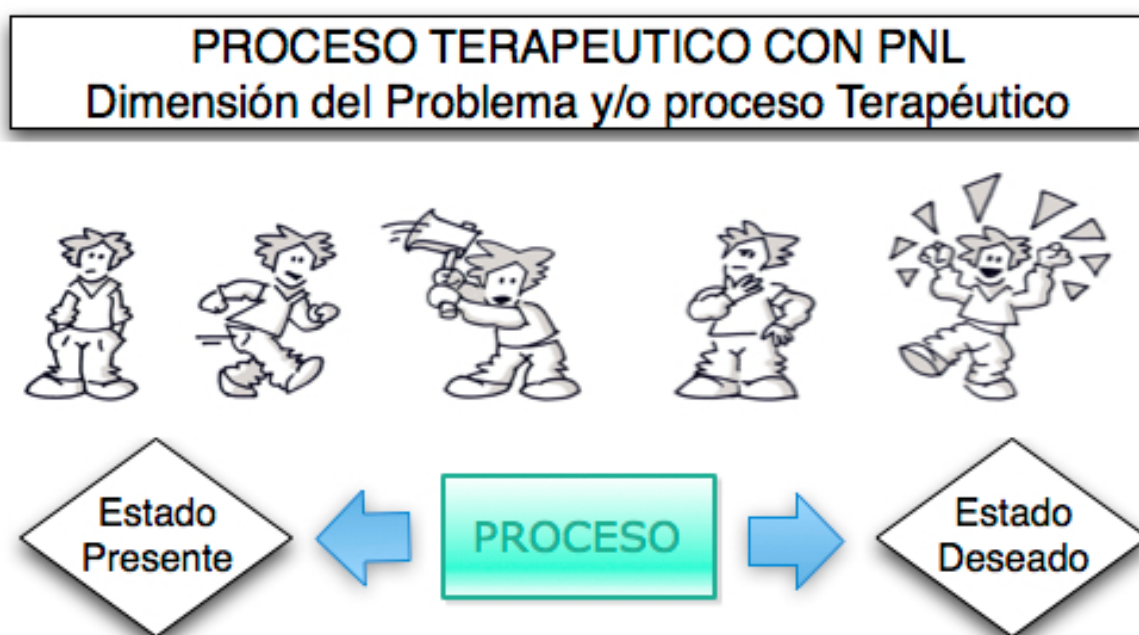 PROCESO TERAPEUTICO CON PNL
Dimensión del Problema y/o proceso Terapéutico
Estado
Presente
PROCESO
Estado
Deseado